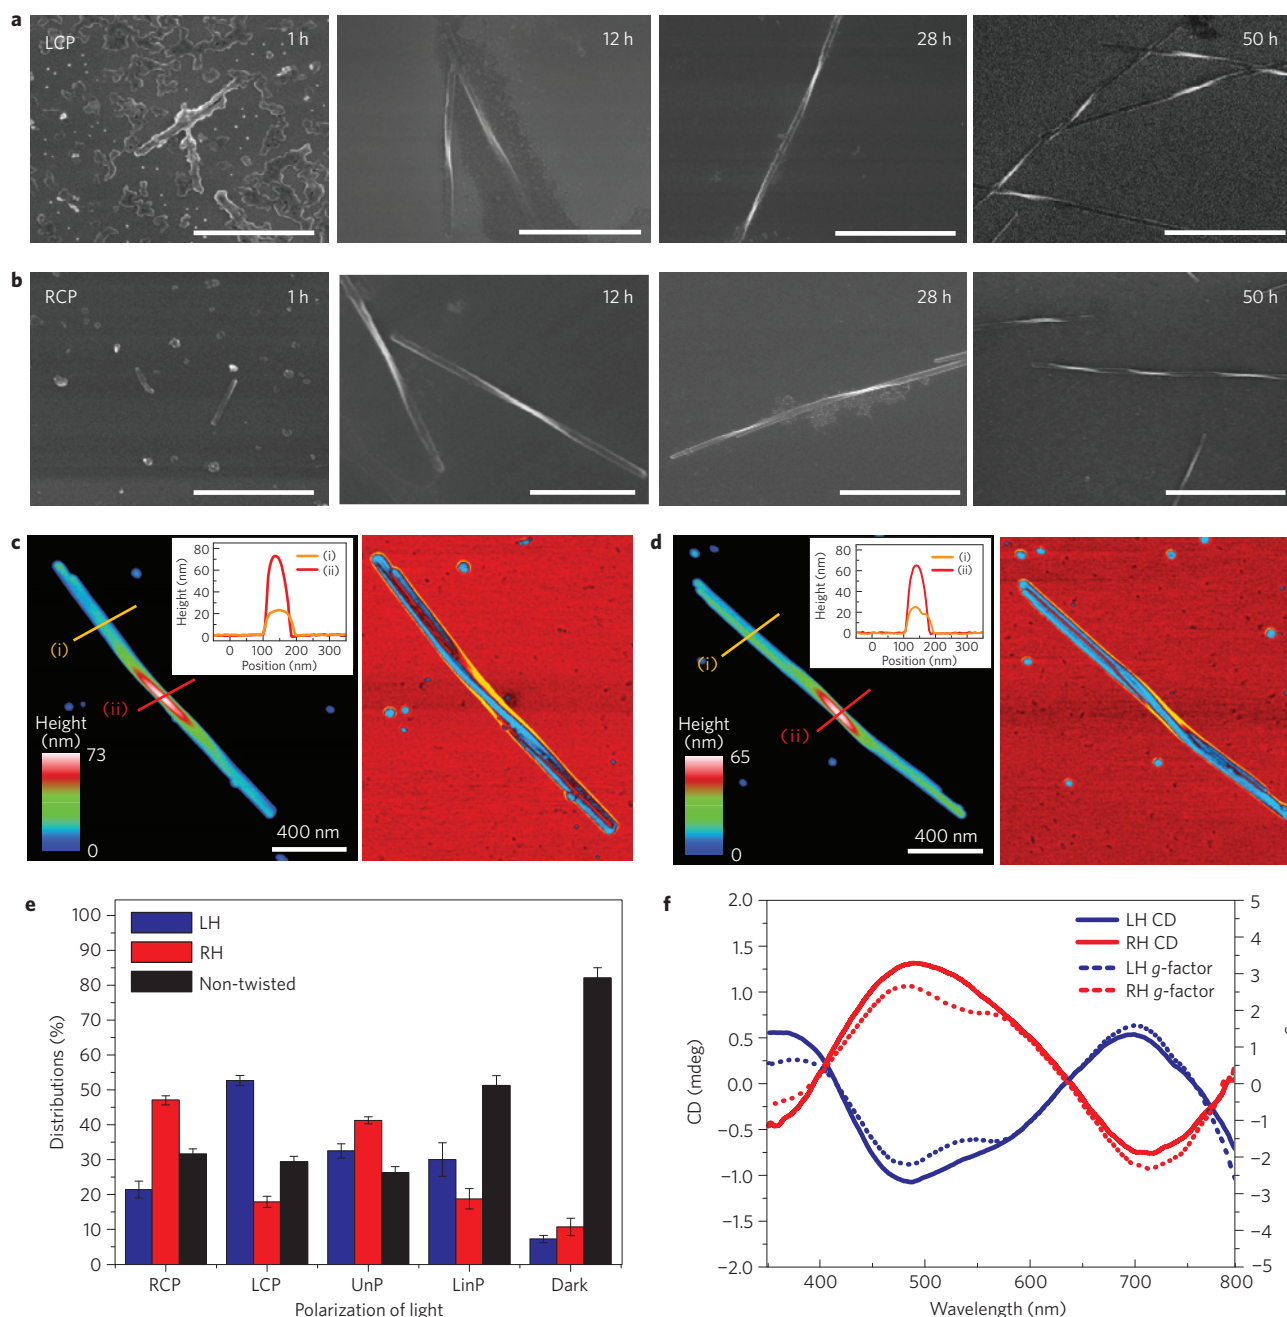 a
LCP
1 h
12 h
28 h
50 h
b
RCP
1 h
12 h
28 h
50 h
c
Height (nm)
80
60
40
20
0
0
100
200
300
Position (nm)
(i)
(ii)
(i)
(ii)
Height
(nm)
73
0
400 nm
d
Height (nm)
80
60
40
20
0
0
100
200
300
Position (nm)
(i)
(ii)
(i)
(ii)
Height
(nm)
65
0
400 nm
e
LH
RH
Non-twisted
Distributions (%)
100
90
80
70
60
50
40
30
20
10
0
RCP
LCP
UnP
LinP
Dark
Polarization of light
f
LH CD
RH CD
LH g-factor
RH g-factor
CD (mdeg)
2.0
1.5
1.0
0.5
0.0
−0.5
−1.0
−1.5
−2.0
5
4
3
2
1
0
−1
−2
−3
−4
−5
400
500
600
700
800
Wavelength (nm)